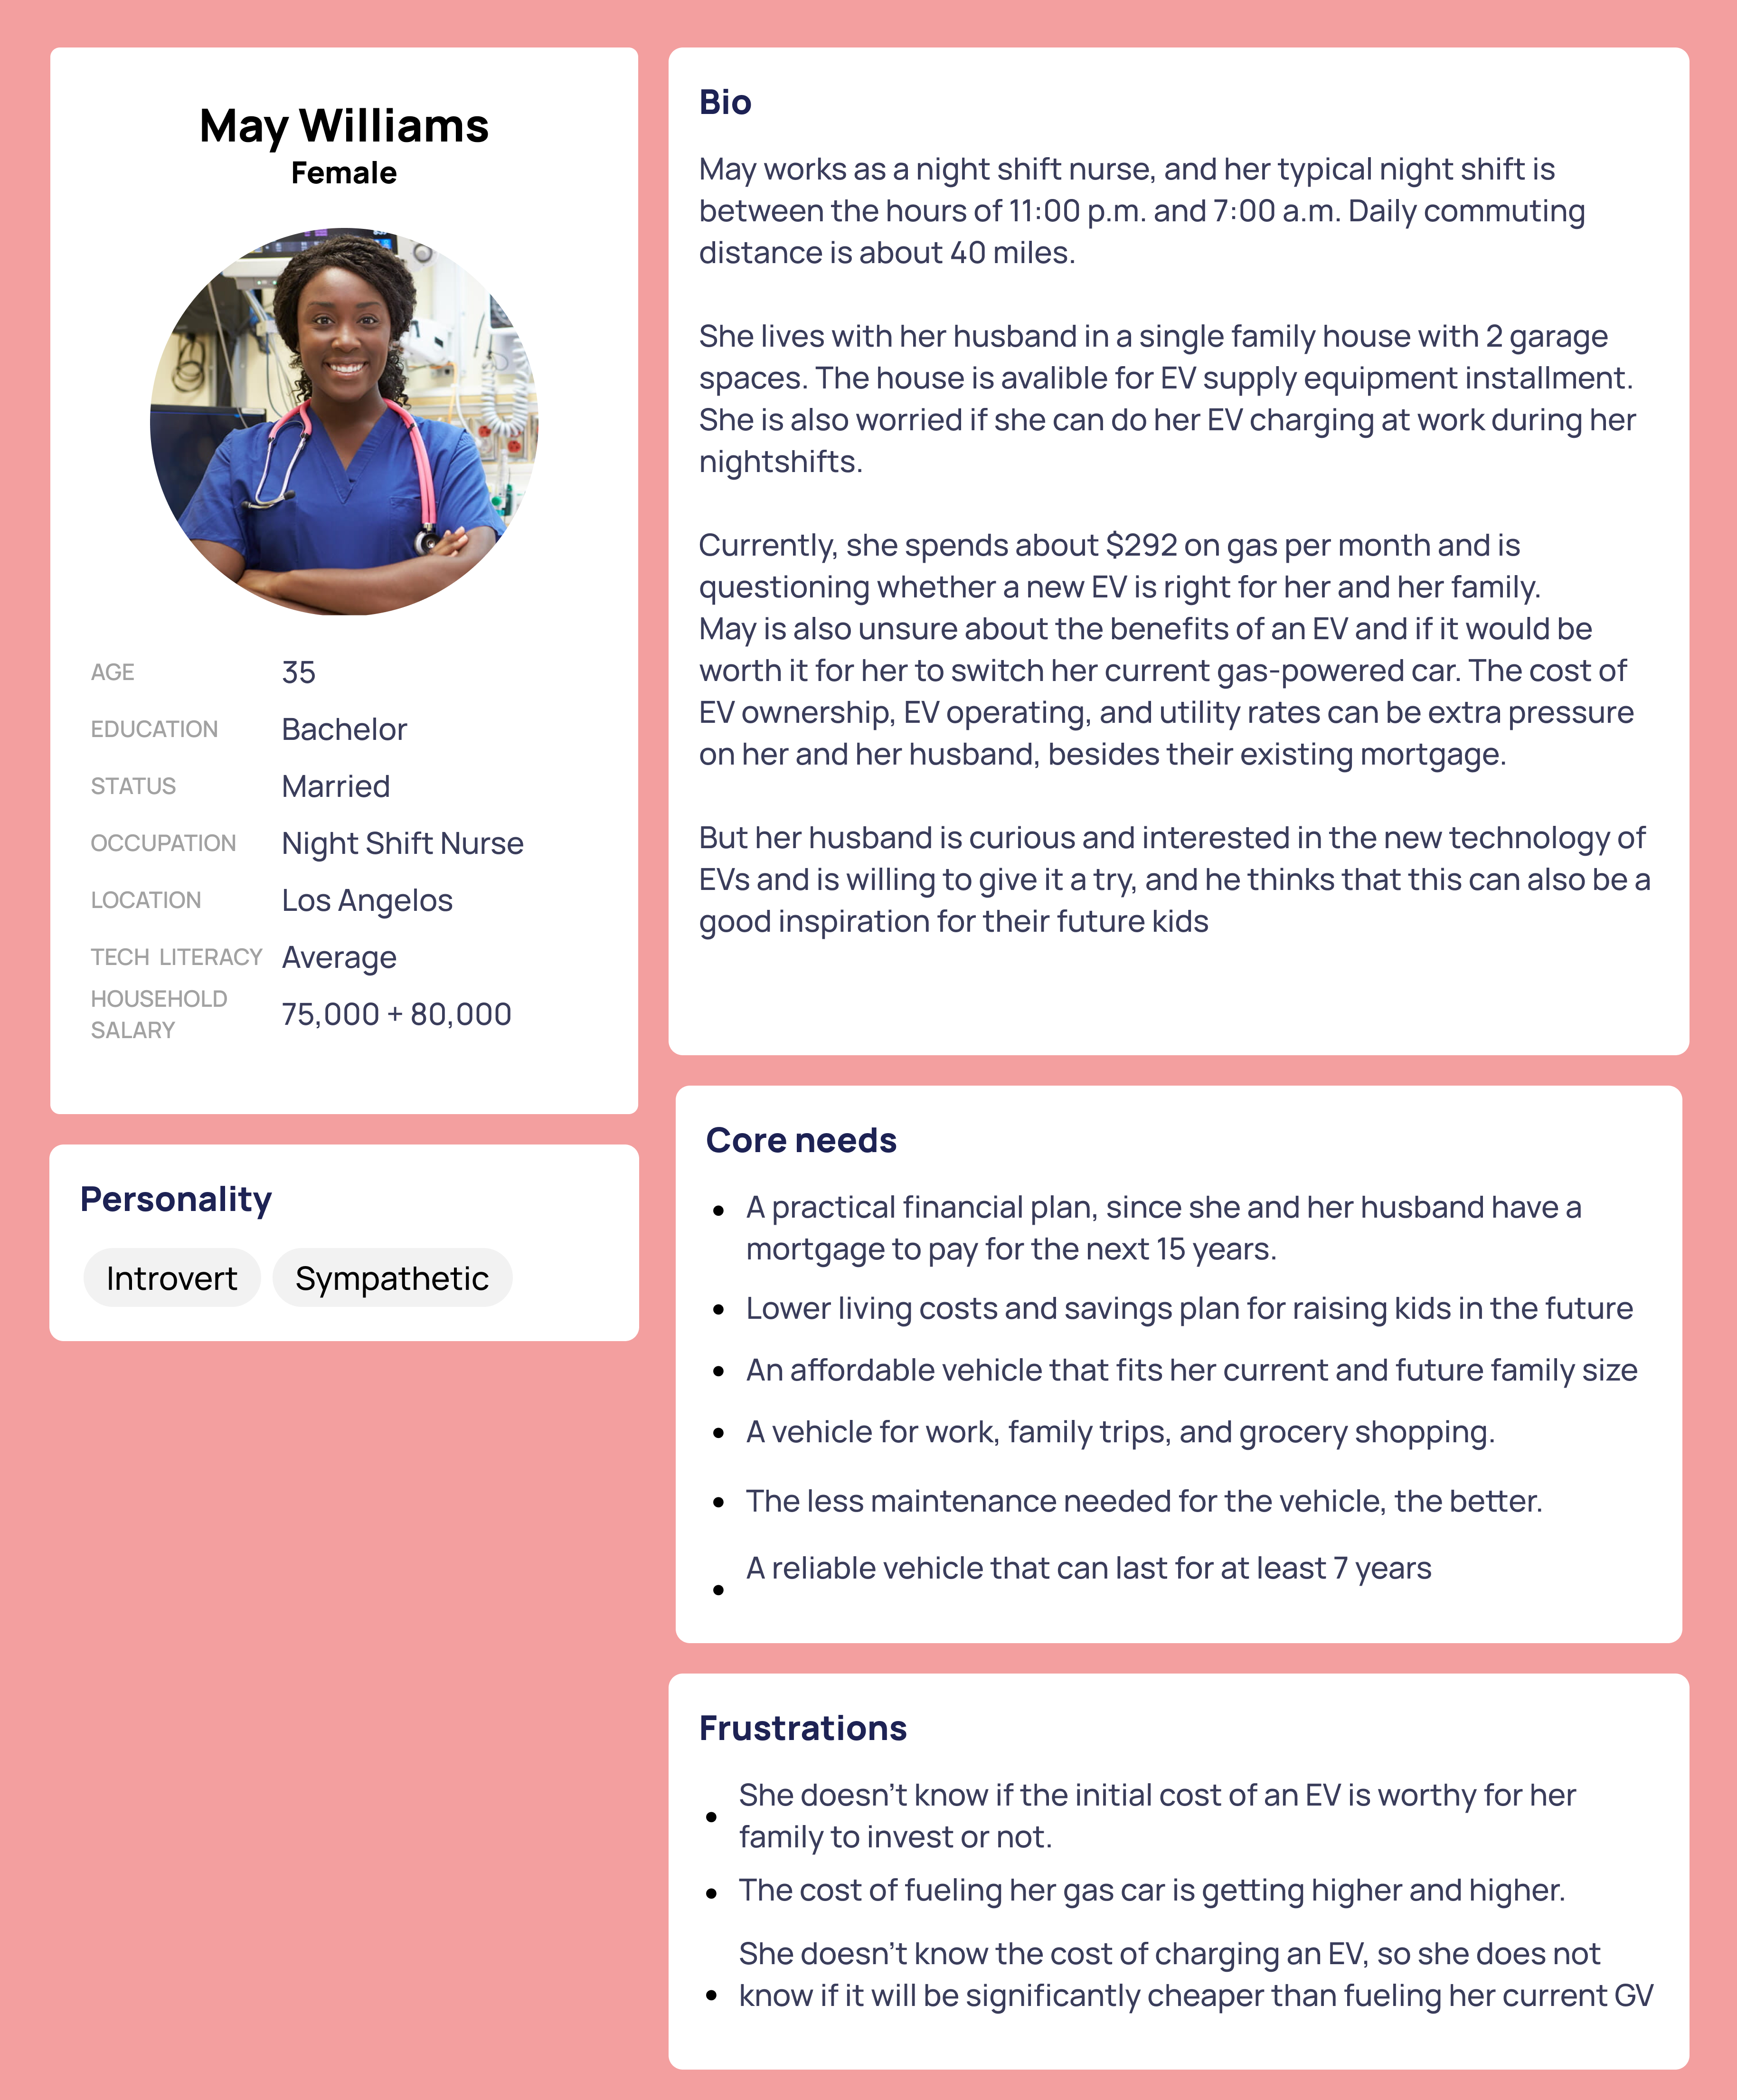 May Williams
Female
AGE 35
EDUCATION Bachelor
STATUS Married
OCCUPATION Night Shift Nurse
LOCATION Los Angelos
TECH LITERACY Average
HOUSEHOLD
SALARY 75,000 + 80,000
Personality
Introvert Sympathetic
Bio
May works as a night shift nurse, and her typical night shift is
between the hours of 11:00 p.m. and 7:00 a.m. Daily commuting
distance is about 40 miles.
She lives with her husband in a single family house with 2 garage
spaces. The house is avalible for EV supply equipment installment.
She is also worried if she can do her EV charging at work during her
nightshifts.
Currently, she spends about $292 on gas per month and is
questioning whether a new EV is right for her and her family.
May is also unsure about the benefits of an EV and if it would be
worth it for her to switch her current gas-powered car. The cost of
EV ownership, EV operating, and utility rates can be extra pressure
on her and her husband, besides their existing mortgage.
But her husband is curious and interested in the new technology of
EVs and is willing to give it a try, and he thinks that this can also be a
good inspiration for their future kids
Core needs
• A practical financial plan, since she and her husband have a
mortgage to pay for the next 15 years.
• Lower living costs and savings plan for raising kids in the future
• An affordable vehicle that fits her current and future family size
• A vehicle for work, family trips, and grocery shopping.
• The less maintenance needed for the vehicle, the better.
• A reliable vehicle that can last for at least 7 years
Frustrations
• She doesn't know if the initial cost of an EV is worthy for her
family to invest or not.
• The cost of fueling her gas car is getting higher and higher.
• She doesn't know the cost of charging an EV, so she does not
know if it will be significantly cheaper than fueling her current GV